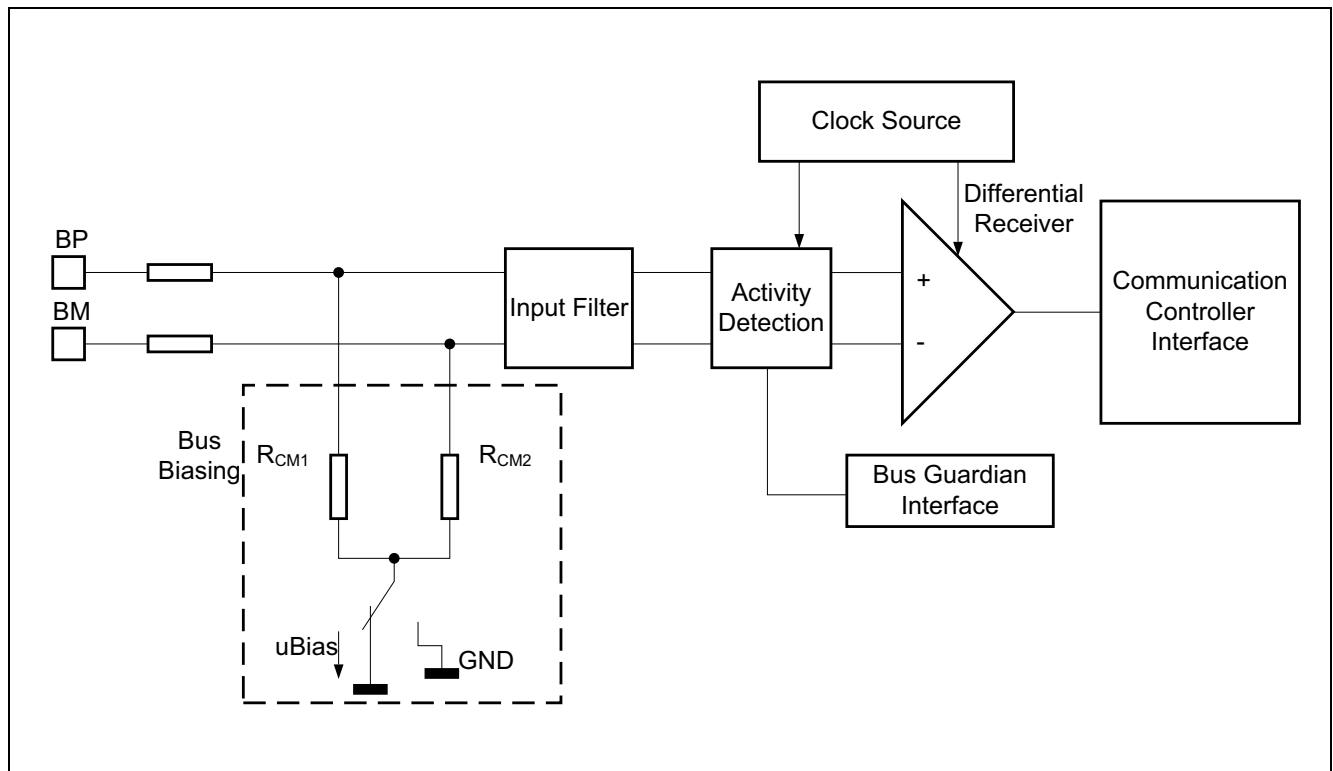 Clock Source
Differential
Receiver
BP
BM
Input Filter
Activity
Detection
+
-
Communication
Controller
Interface
Bus
Biasing
RCM1
RCM2
Bus Guardian
Interface
uBias
GND